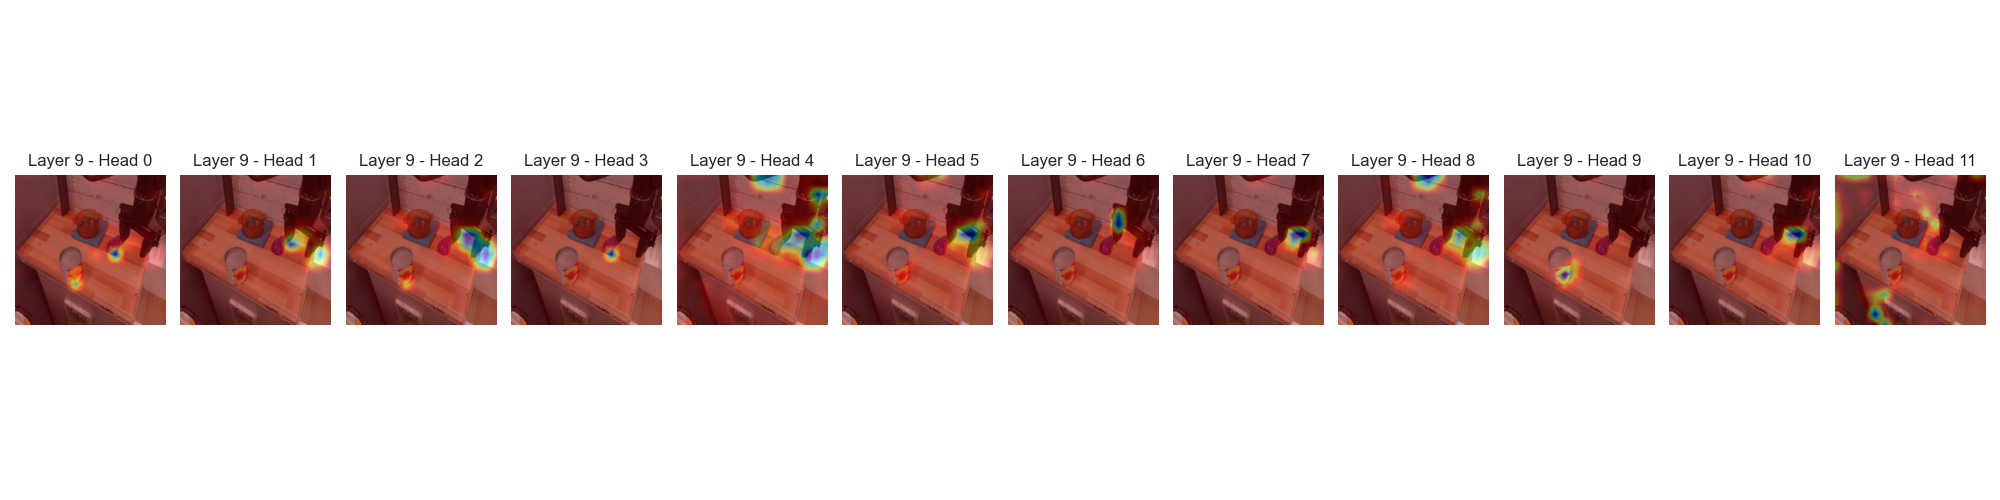 Layer 9 - Head 0
Layer 9 - Head 1
Layer 9 - Head 2
Layer 9 - Head 3
Layer 9 - Head 4
Layer 9 - Head 5
Layer 9 - Head 6
Layer 9 - Head 7
Layer 9 - Head 8
Layer 9 - Head 9
Layer 9 - Head 10
Layer 9 - Head 11